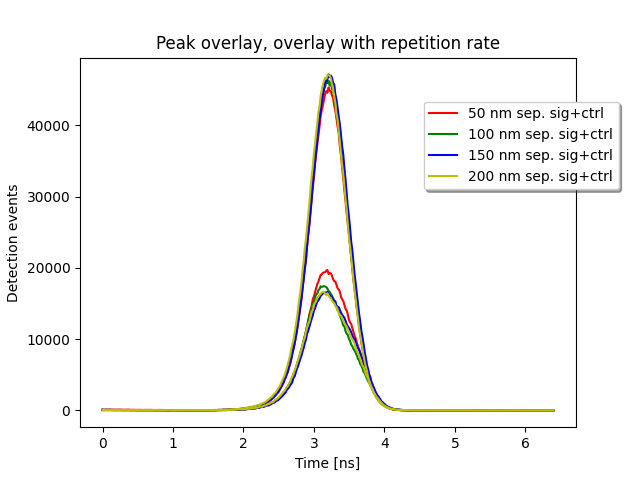 Peak overlay, overlay with repetition rate
50 nm sep. sig+ctrl
100 nm sep. sig+ctrl
150 nm sep. sig+ctrl
200 nm sep. sig+ctrl
Detection events
40000
30000
20000
10000
0
0 1 2 3 4 5 6
Time [ns]